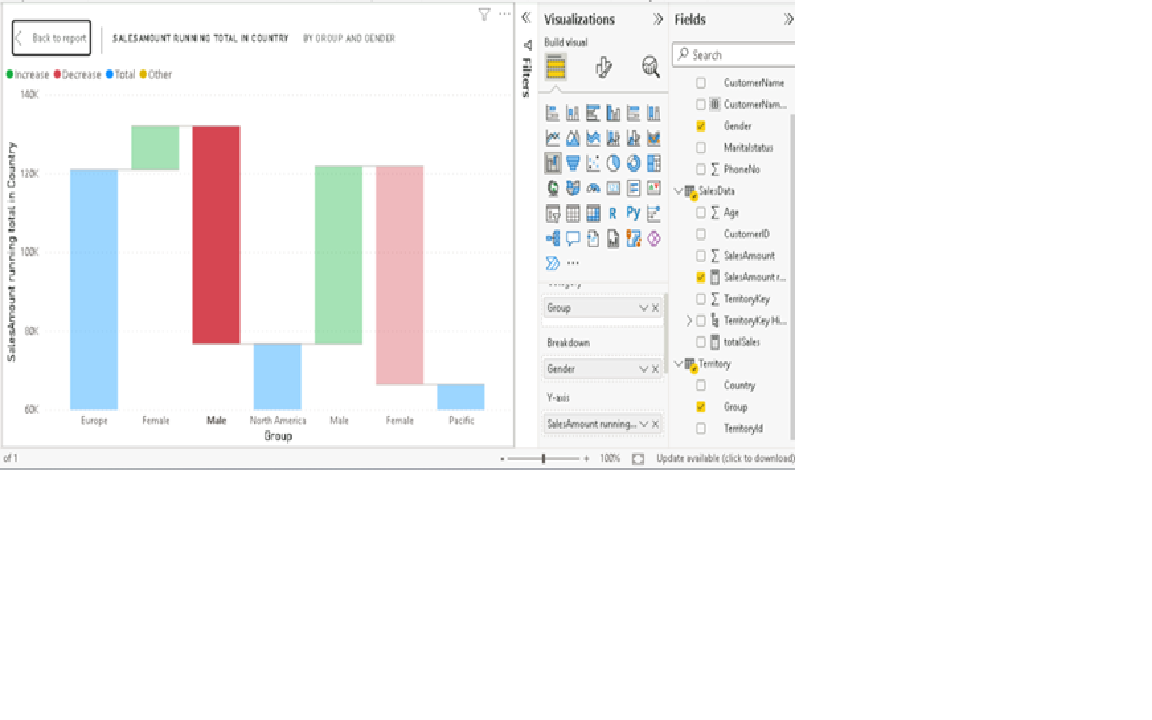 Back to report
SALESAMOUNT RUNNING TOTAL IN COUNTRY
BY GROUP AND GENDER
Increase
Decrease
Total
Other
SalesAmount running total in Country
140K
120K
100K
80K
60K
Europe
Female
Male
North America
Male
Female
Pacific
Group
of 1
Filters
Visualizations
Build visual
R
Py
Category
Group
Breakdown
Gender
Y-axis
SalesAmount running...
Fields
Search
CustomerName
CustomerNam...
Gender
Maritalstatus
PhoneNo
SalesData
Age
CustomerID
SalesAmount
SalesAmount r...
TerritoryKey
TerritoryKey Hi...
totalSales
Territory
Country
Group
TerritoryId
100%
Update available (click to download)